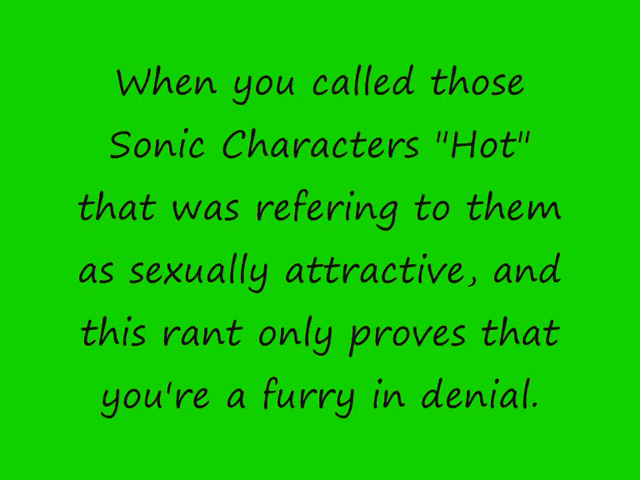 When you called those
Sonic Characters "Hot"
that was refering to them
as sexually attractive, and
this rant only proves that
you're a furry in denial.